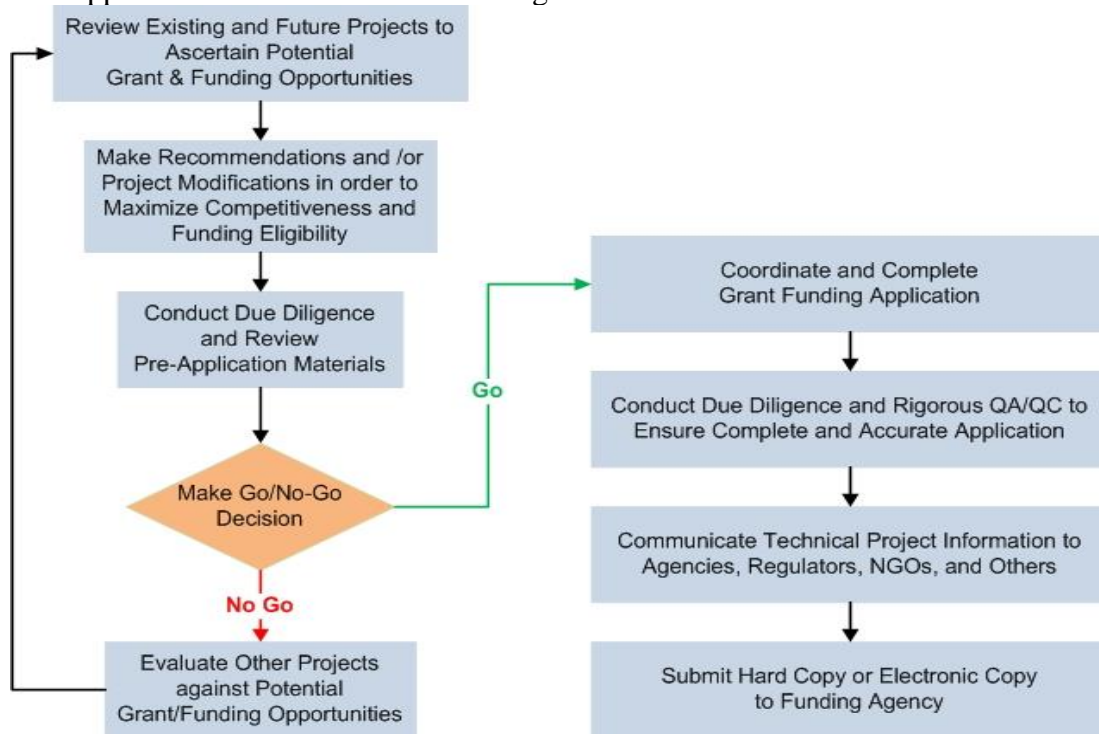 Review Existing and Future Projects to
Ascertain Potential
Grant & Funding Opportunities
Make Recommendations and /or
Project Modifications in order to
Maximize Competitiveness and
Funding Eligibility
Conduct Due Diligence
and Review
Pre-Application Materials
Make Go/No-Go
Decision
No Go
Evaluate Other Projects
against Potential
Grant/Funding Opportunities
Go
Coordinate and Complete
Grant Funding Application
Conduct Due Diligence and Rigorous QA/QC to
Ensure Complete and Accurate Application
Communicate Technical Project Information to
Agencies, Regulators, NGOs, and Others
Submit Hard Copy or Electronic Copy
to Funding Agency